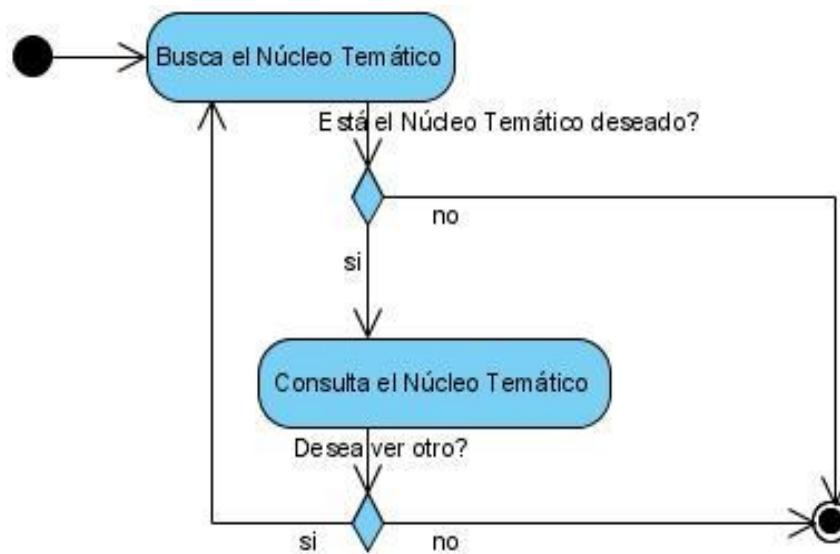 Busca el Núcleo Temático
Está el Núcleo Temático deseado?
no
si
Consulta el Núcleo Temático
Desea ver otro?
si
no